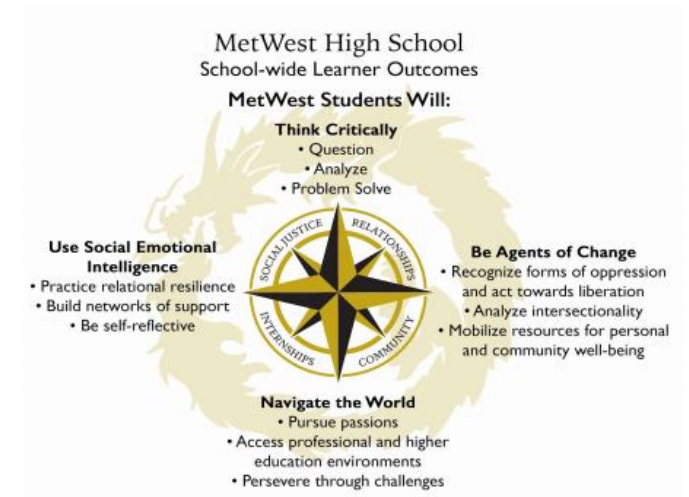 MetWest High School
School-wide Learner Outcomes
MetWest Students Will:
Think Critically
• Question
• Analyze
• Problem Solve
Use Social Emotional
Intelligence
• Practice relational resilience
• Build networks of support
• Be self-reflective
SOCIAL JUSTICE
RELATIONSHIPS
INTERNSHIPS
COMMUNITY
Be Agents of Change
• Recognize forms of oppression
and act towards liberation
• Analyze intersectionality
• Mobilize resources for personal
and community well-being
Navigate the World
• Pursue passions
• Access professional and higher
education environments
• Persevere through challenges